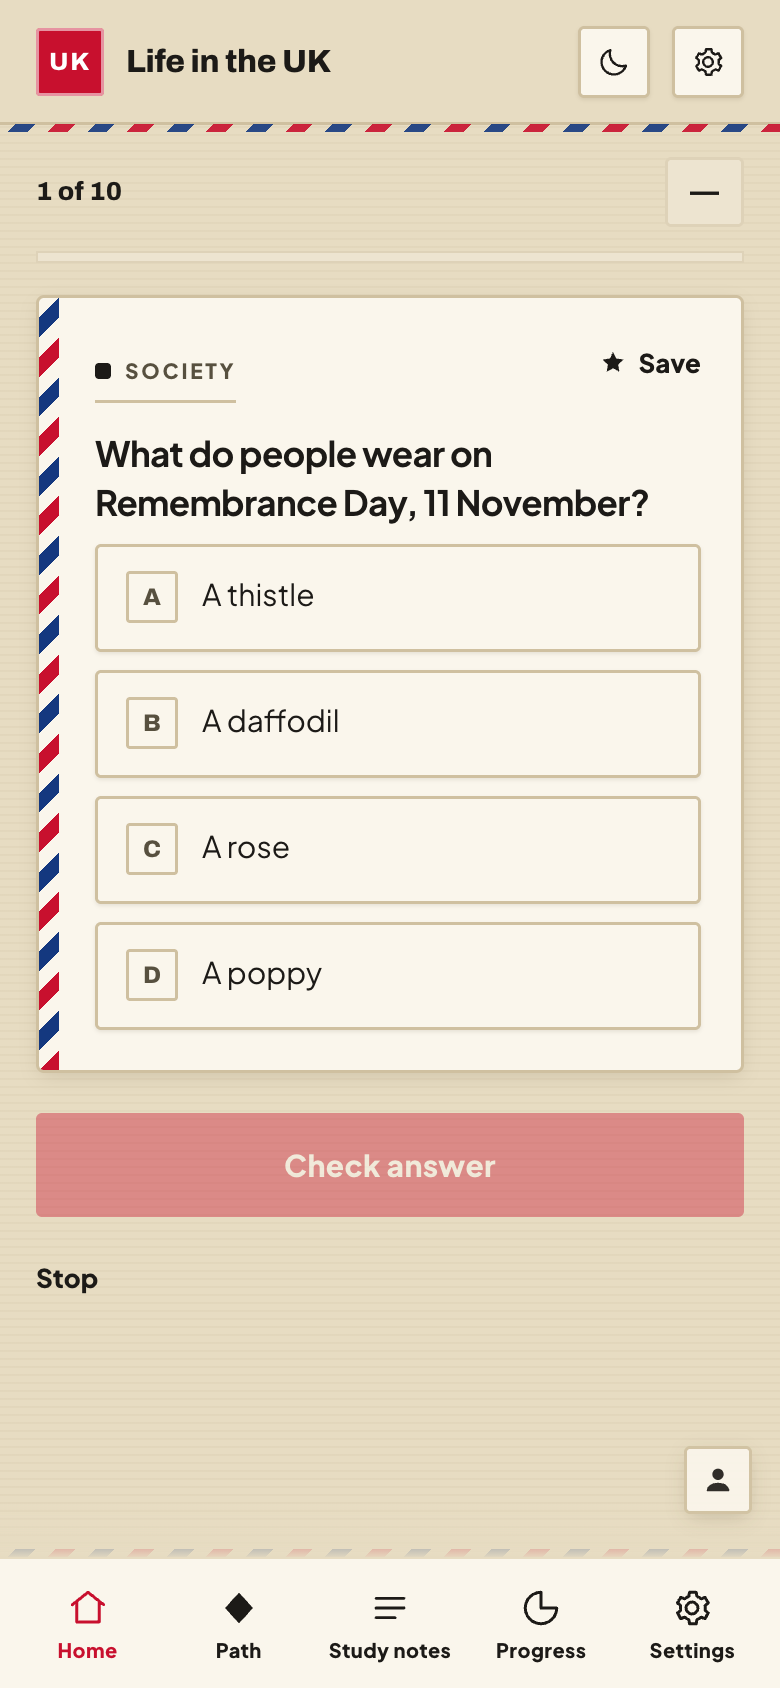 UK
Life in the UK
1 of 10
—
SOCIETY
Save
What do people wear on
Remembrance Day, 11 November?
A
A thistle
B
A daffodil
C
A rose
D
A poppy
Check answer
Stop
Home
Path
Study notes
Progress
Settings